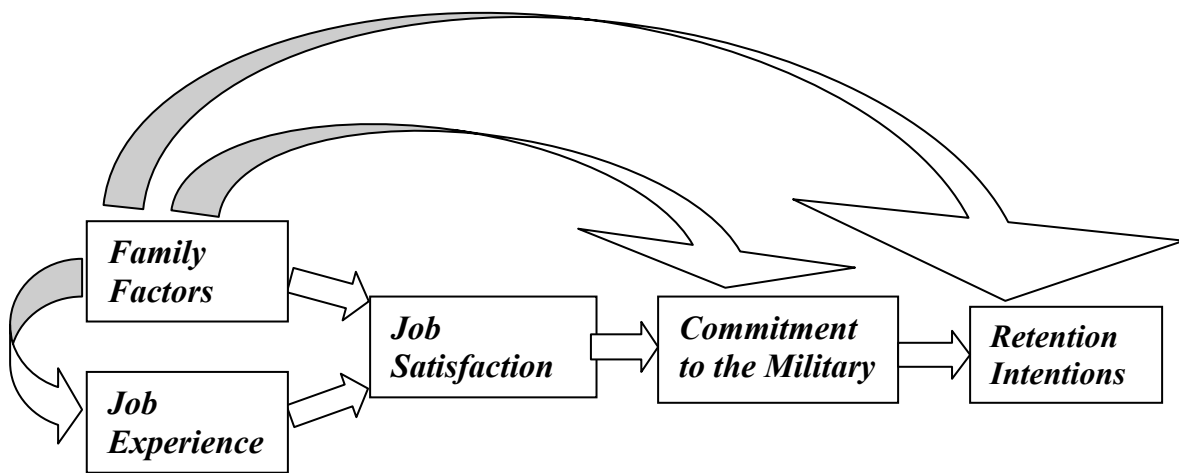 Family
Factors
Job
Experience
Job
Satisfaction
Commitment
to the Military
Retention
Intentions